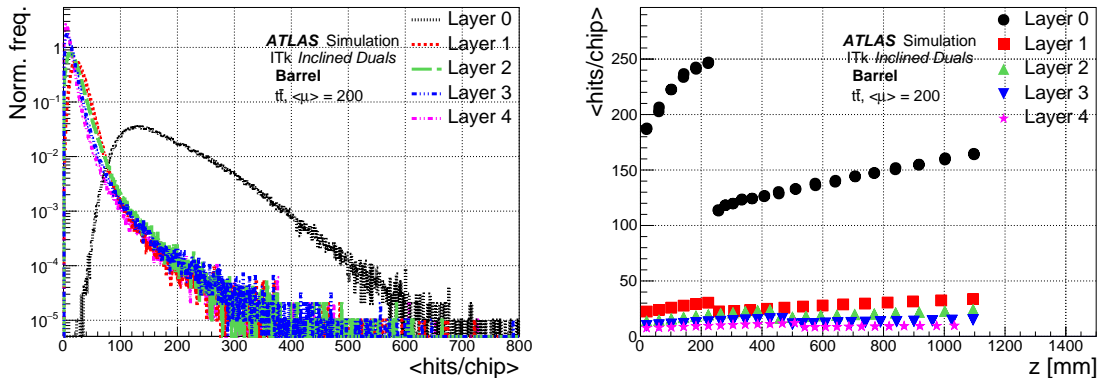 Norm. freq.
1
10⁻¹
10⁻²
10⁻³
10⁻⁴
10⁻⁵
ATLAS Simulation
ITk Inclined Duals
Barrel
tt̄, <μ> = 200
Layer 0
Layer 1
Layer 2
Layer 3
Layer 4
0 100 200 300 400 500 600 700 800
<hits/chip>
<hits/chip>
250
200
150
100
50
0
ATLAS Simulation
ITk Inclined Duals
Barrel
tt̄, <μ> = 200
Layer 0
Layer 1
Layer 2
Layer 3
Layer 4
0 200 400 600 800 1000 1200 1400
z [mm]